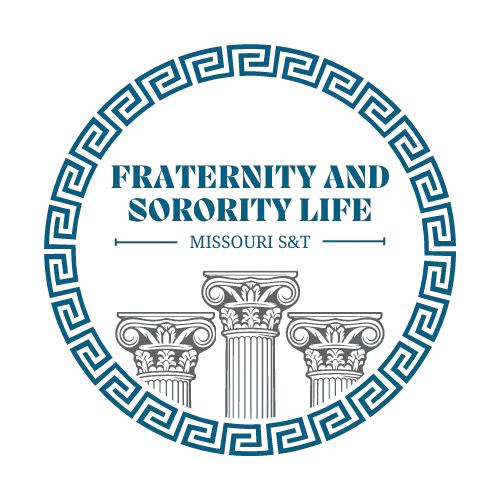 FRATERNITY AND
SORORITY LIFE
MISSOURI S&T